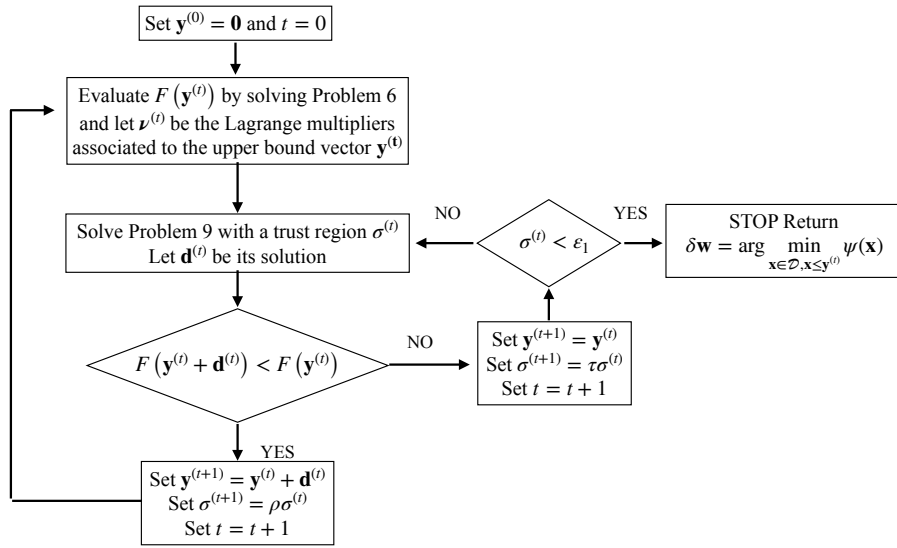 Set 𝐲⁽⁰⁾ = 𝟎 and t = 0
Evaluate F (𝐲⁽ᵗ⁾) by solving Problem 6
and let 𝝂⁽ᵗ⁾ be the Lagrange multipliers
associated to the upper bound vector 𝐲⁽ᵗ⁾
Solve Problem 9 with a trust region σ⁽ᵗ⁾
Let 𝐝⁽ᵗ⁾ be its solution
NO
σ⁽ᵗ⁾ < ε₁
YES
STOP Return
δ𝐰 = arg min ψ(𝐱)
𝐱∈𝒟, 𝐱≤𝐲⁽ᵗ⁾
F (𝐲⁽ᵗ⁾ + 𝐝⁽ᵗ⁾) < F (𝐲⁽ᵗ⁾)
NO
Set 𝐲⁽ᵗ⁺¹⁾ = 𝐲⁽ᵗ⁾
Set σ⁽ᵗ⁺¹⁾ = τσ⁽ᵗ⁾
Set t = t + 1
YES
Set 𝐲⁽ᵗ⁺¹⁾ = 𝐲⁽ᵗ⁾ + 𝐝⁽ᵗ⁾
Set σ⁽ᵗ⁺¹⁾ = ρσ⁽ᵗ⁾
Set t = t + 1